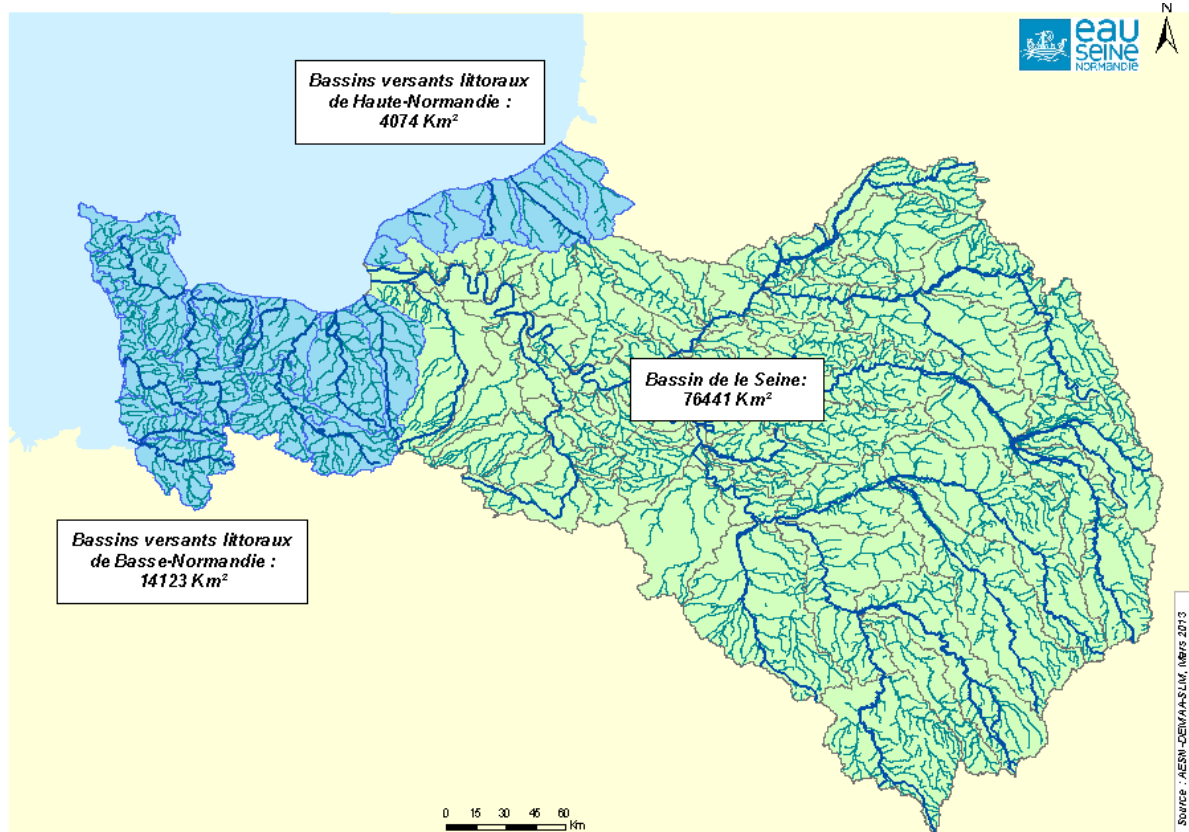 N
eau
SEINE
NORMANDIE
Bassins versants littoraux
de Haute-Normandie :
4074 Km²
Bassin de le Seine:
76441 Km²
Bassins versants littoraux
de Basse-Normandie :
14123 Km²
0 15 30 45 60
Km
Source : AESN-DEMAA-SLM, Mars 2013